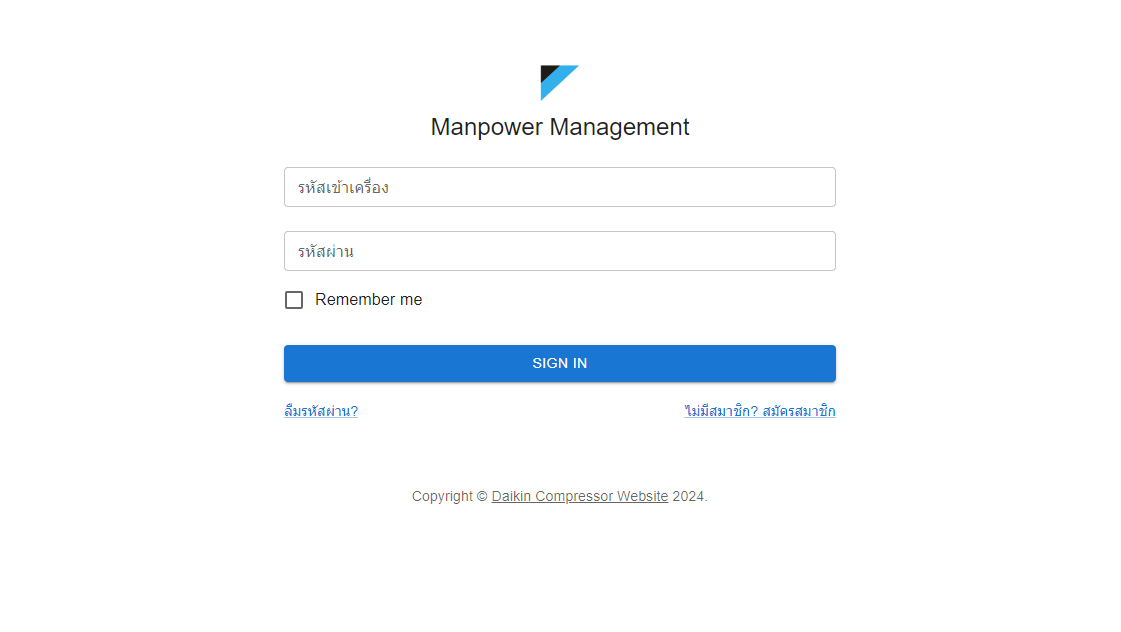 Manpower Management
รหัสเข้าเครื่อง
รหัสผ่าน
Remember me
SIGN IN
ลืมรหัสผ่าน?
ไม่มีสมาชิก? สมัครสมาชิก
Copyright © Daikin Compressor Website 2024.